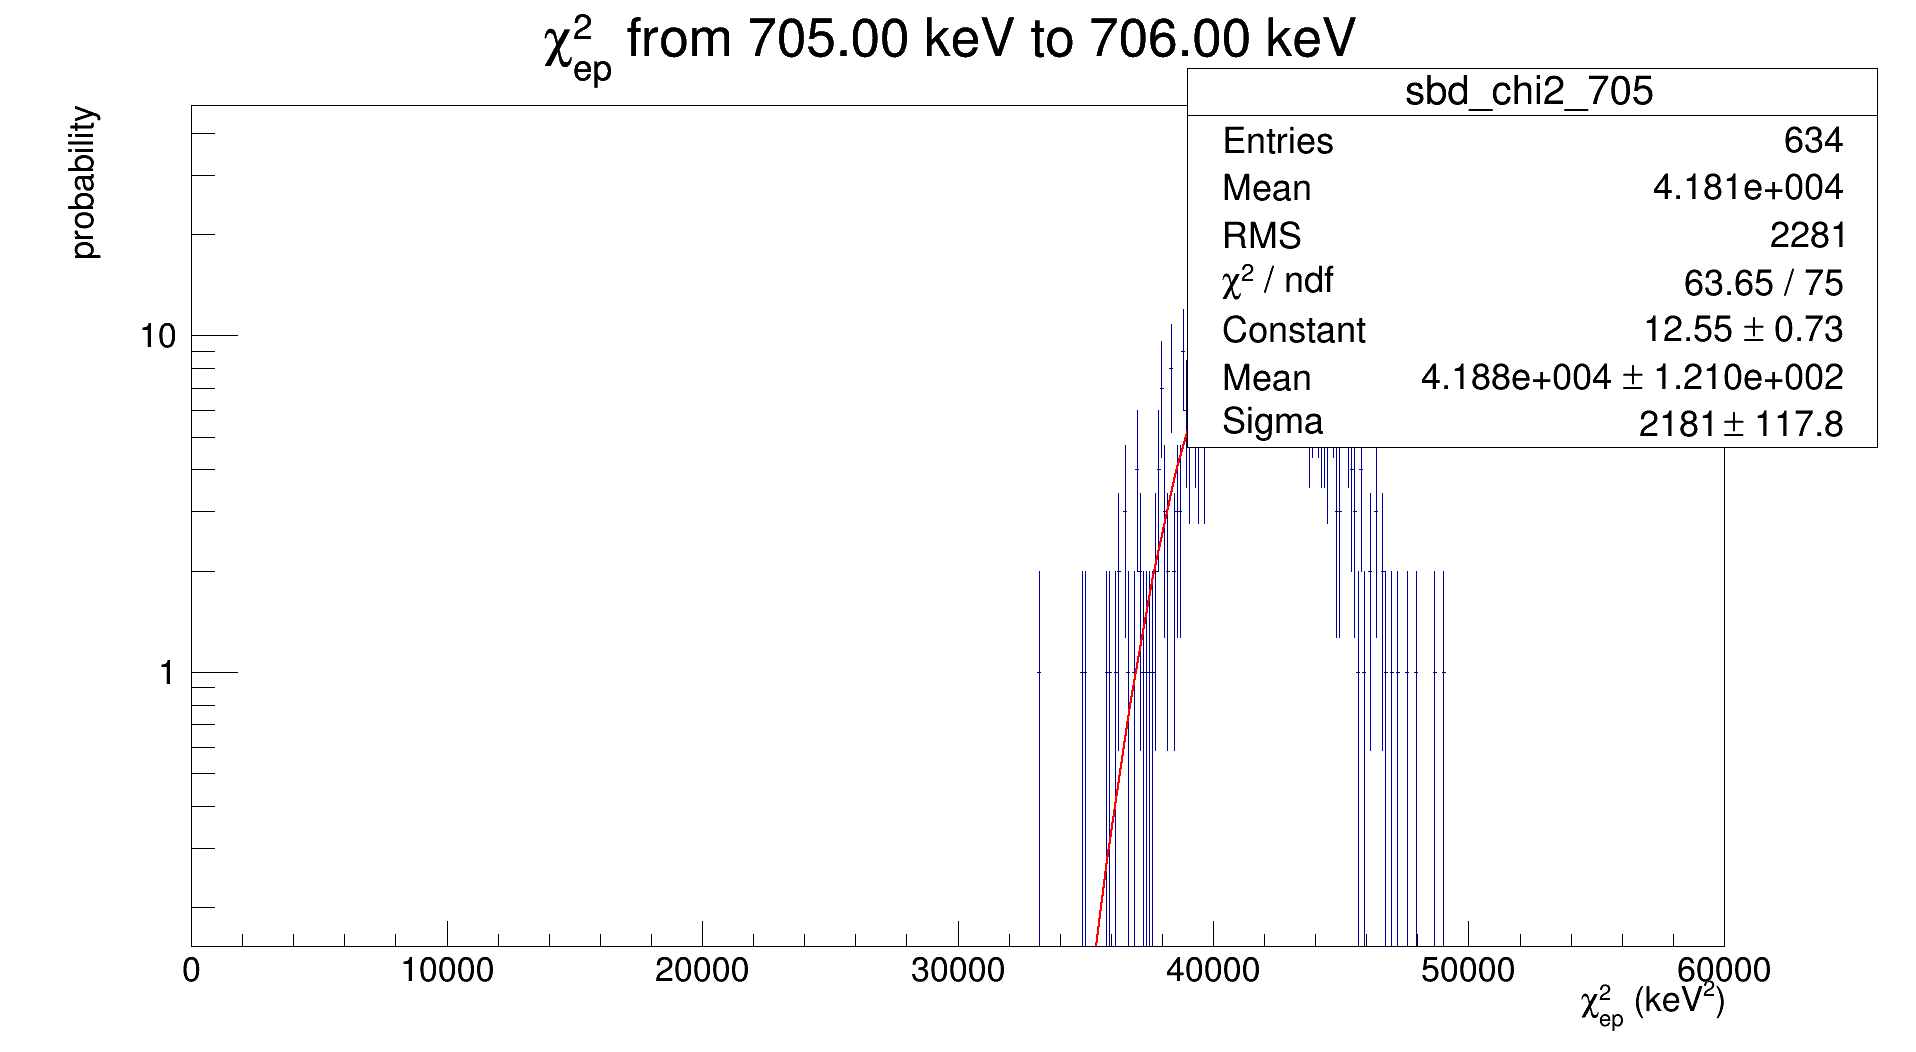 χ²ep from 705.00 keV to 706.00 keV
sbd_chi2_705
Entries 634
Mean 4.181e+004
RMS 2281
χ² / ndf 63.65 / 75
Constant 12.55 ± 0.73
Mean 4.188e+004 ± 1.210e+002
Sigma 2181 ± 117.8
probability
10
1
0 10000 20000 30000 40000 50000 60000
χ²ep (keV²)